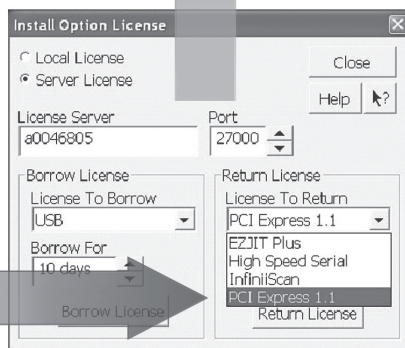 Install Option License
Local License
Server License
Close
Help ?
License Server
Port
a0046805
27000
Borrow License
Return License
License To Borrow
License To Return
USB
PCI Express 1.1
Borrow For
EZJIT Plus
High Speed Serial
InfiniiScan
PCI Express 1.1
10 days
Borrow License
Return License